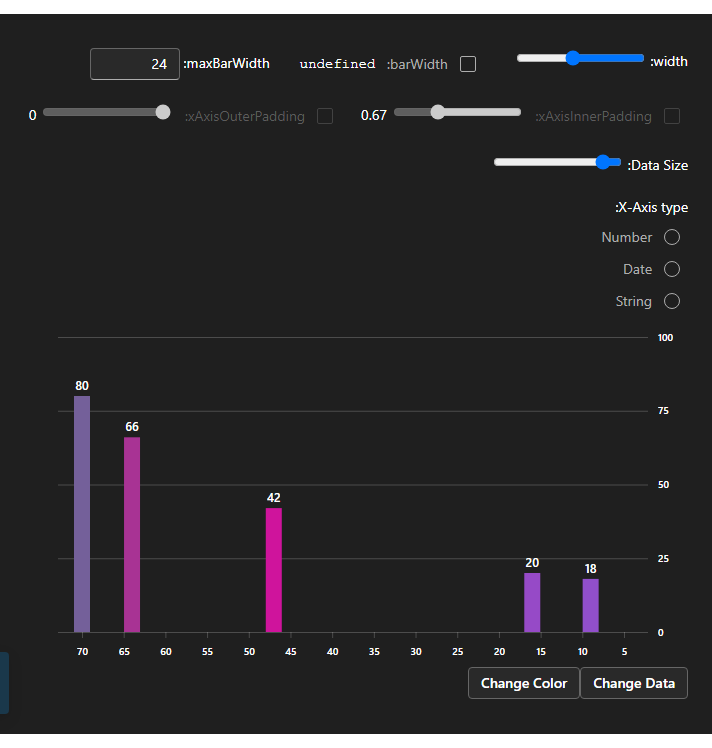 :width
undefined :barWidth
24 :maxBarWidth
:xAxisInnerPadding 0.67
:xAxisOuterPadding 0
:Data Size
:X-Axis type
Number
Date
String
100
75
50
25
0
80
66
42
20
18
70 65 60 55 50 45 40 35 30 25 20 15 10 5
Change Color Change Data